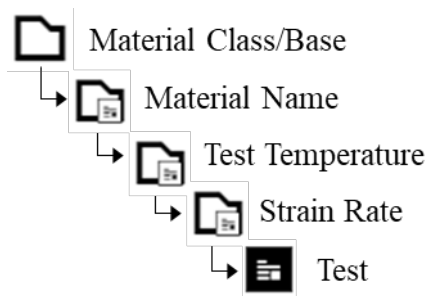 Material Class/Base
Material Name
Test Temperature
Strain Rate
Test